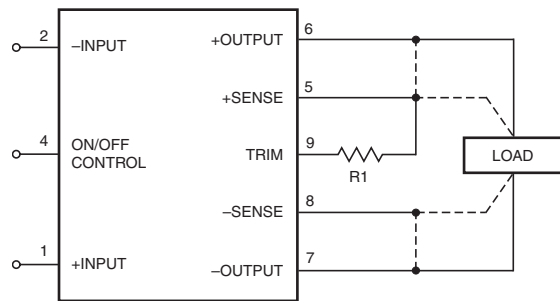 2
–INPUT
4
ON/OFF
CONTROL
1
+INPUT
+OUTPUT
6
+SENSE
5
TRIM
9
R1
–SENSE
8
–OUTPUT
7
LOAD